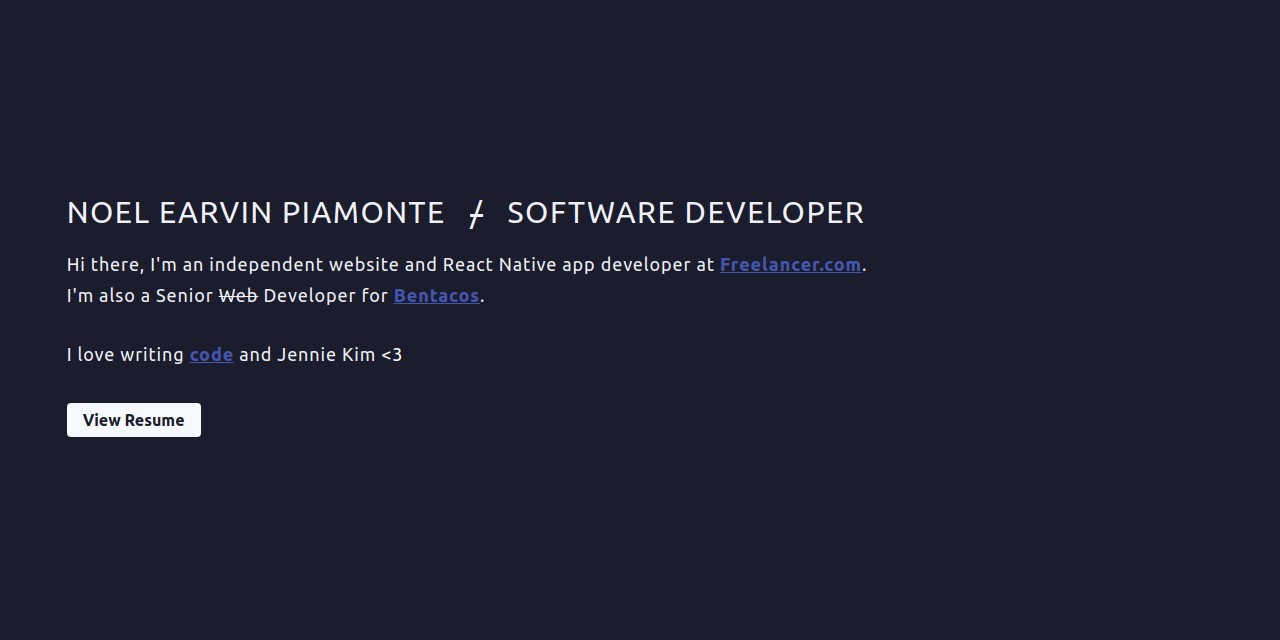 NOEL EARVIN PIAMONTE / SOFTWARE DEVELOPER
Hi there, I'm an independent website and React Native app developer at Freelancer.com.
I'm also a Senior Web Developer for Bentacos.
I love writing code and Jennie Kim <3
View Resume